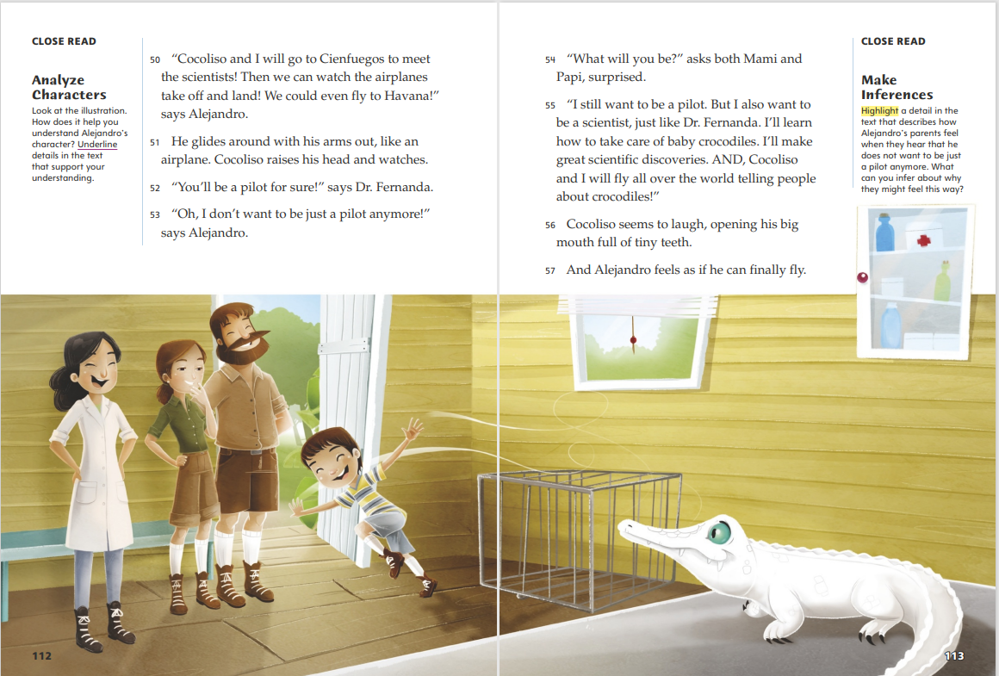 CLOSE READ
Analyze
Characters
Look at the illustration.
How does it help you
understand Alejandro’s
character? Underline
details in the text
that support your
understanding.
50 “Cocoliso and I will go to Cienfuegos to meet
the scientists! Then we can watch the airplanes
take off and land! We could even fly to Havana!”
says Alejandro.
51 He glides around with his arms out, like an
airplane. Cocoliso raises his head and watches.
52 “You’ll be a pilot for sure!” says Dr. Fernanda.
53 “Oh, I don’t want to be just a pilot anymore!”
says Alejandro.
112
54 “What will you be?” asks both Mami and
Papi, surprised.
55 “I still want to be a pilot. But I also want to
be a scientist, just like Dr. Fernanda. I’ll learn
how to take care of baby crocodiles. I’ll make
great scientific discoveries. AND, Cocoliso
and I will fly all over the world telling people
about crocodiles!”
56 Cocoliso seems to laugh, opening his big
mouth full of tiny teeth.
57 And Alejandro feels as if he can finally fly.
CLOSE READ
Make
Inferences
Highlight a detail in the
text that describes how
Alejandro’s parents feel
when they hear that he
does not want to be just
a pilot anymore. What
can you infer about why
they might feel this way?
113